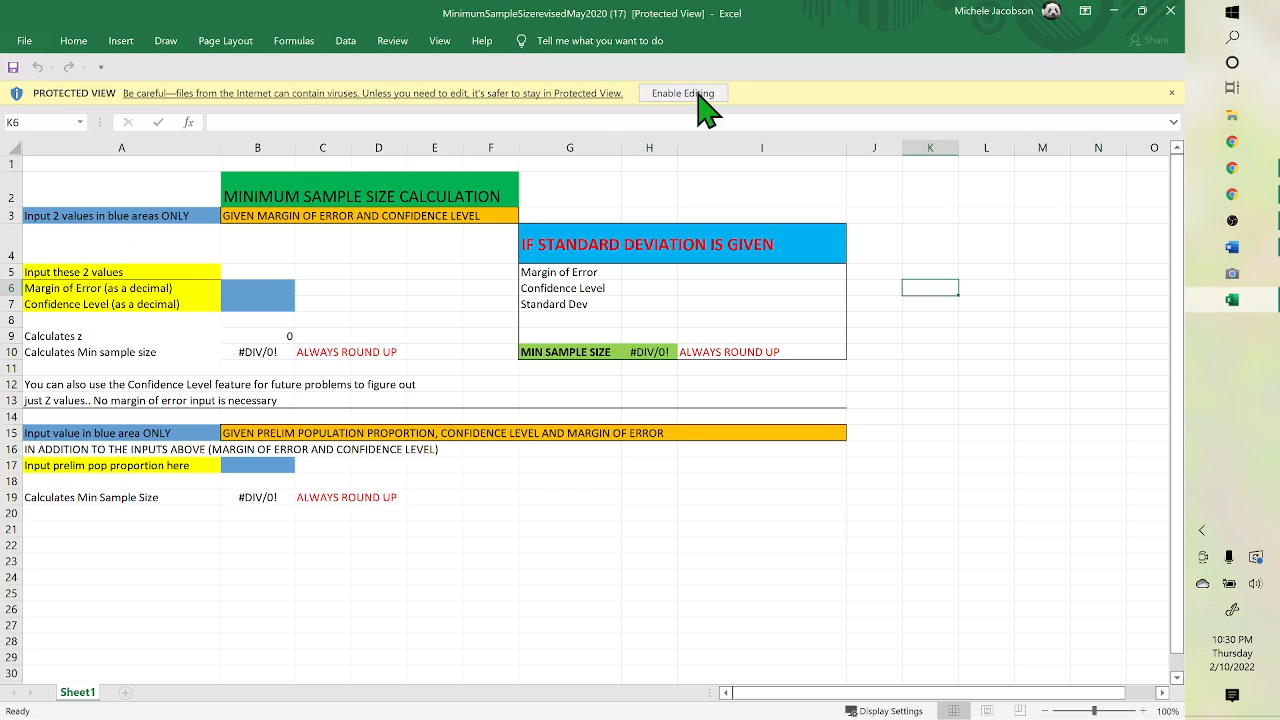 MinimumSampleSizerevisedMay2020 (17) [Protected View] - Excel
Michele Jacobson
File Home Insert Draw Page Layout Formulas Data Review View Help Tell me what you want to do Share
PROTECTED VIEW Be careful—files from the Internet can contain viruses. Unless you need to edit, it's safer to stay in Protected View. Enable Editing
K6 fx
A B C D E F G H I J K L M N O
1
2 MINIMUM SAMPLE SIZE CALCULATION
3 Input 2 values in blue areas ONLY GIVEN MARGIN OF ERROR AND CONFIDENCE LEVEL
4 IF STANDARD DEVIATION IS GIVEN
5 Input these 2 values Margin of Error
6 Margin of Error (as a decimal) Confidence Level
7 Confidence Level (as a decimal) Standard Dev
8
9 Calculates z 0
10 Calculates Min sample size #DIV/0! ALWAYS ROUND UP MIN SAMPLE SIZE #DIV/0! ALWAYS ROUND UP
11
12 You can also use the Confidence Level feature for future problems to figure out
13 just Z values.. No margin of error input is necessary
14
15 Input value in blue area ONLY GIVEN PRELIM POPULATION PROPORTION, CONFIDENCE LEVEL AND MARGIN OF ERROR
16 IN ADDITION TO THE INPUTS ABOVE (MARGIN OF ERROR AND CONFIDENCE LEVEL)
17 Input prelim pop proportion here
18
19 Calculates Min Sample Size #DIV/0! ALWAYS ROUND UP
20
21
22
23
24
25
26
27
28
29
30
Sheet1
Ready Display Settings 100%
10:30 PM
Thursday
2/10/2022